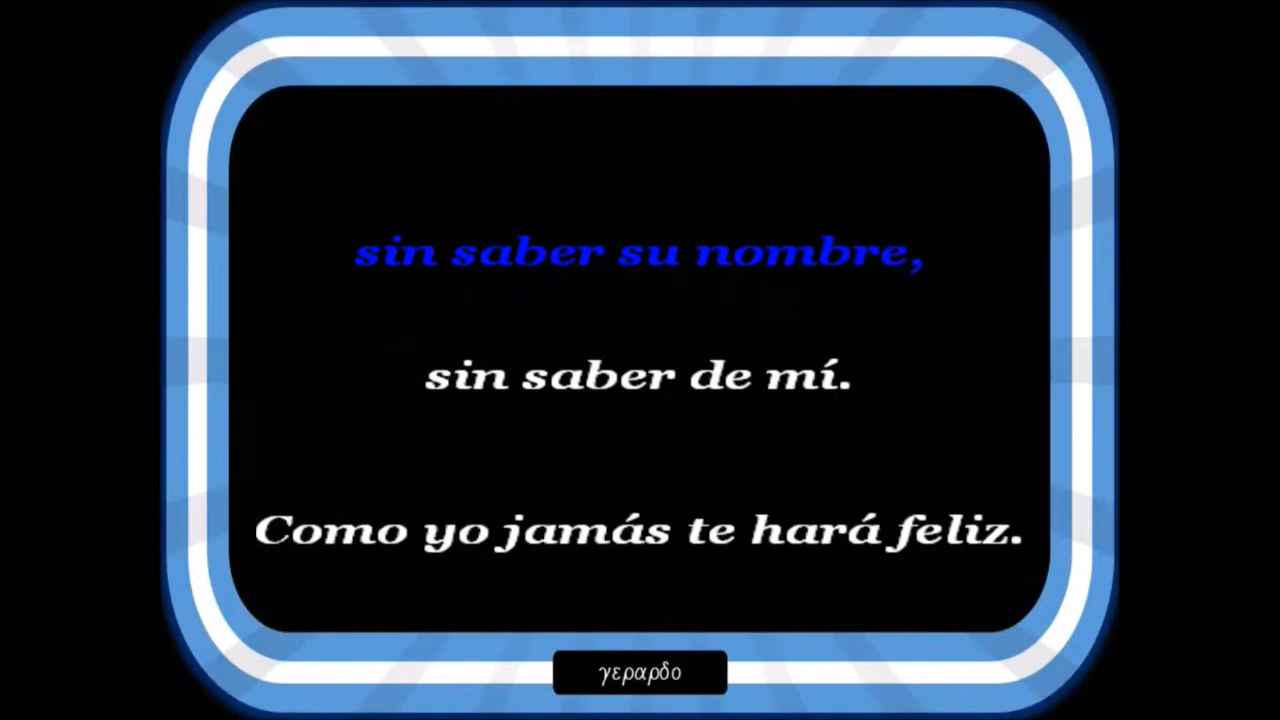 sin saber su nombre,
sin saber de mí.
Como yo jamás te hará feliz.
γεραρδο